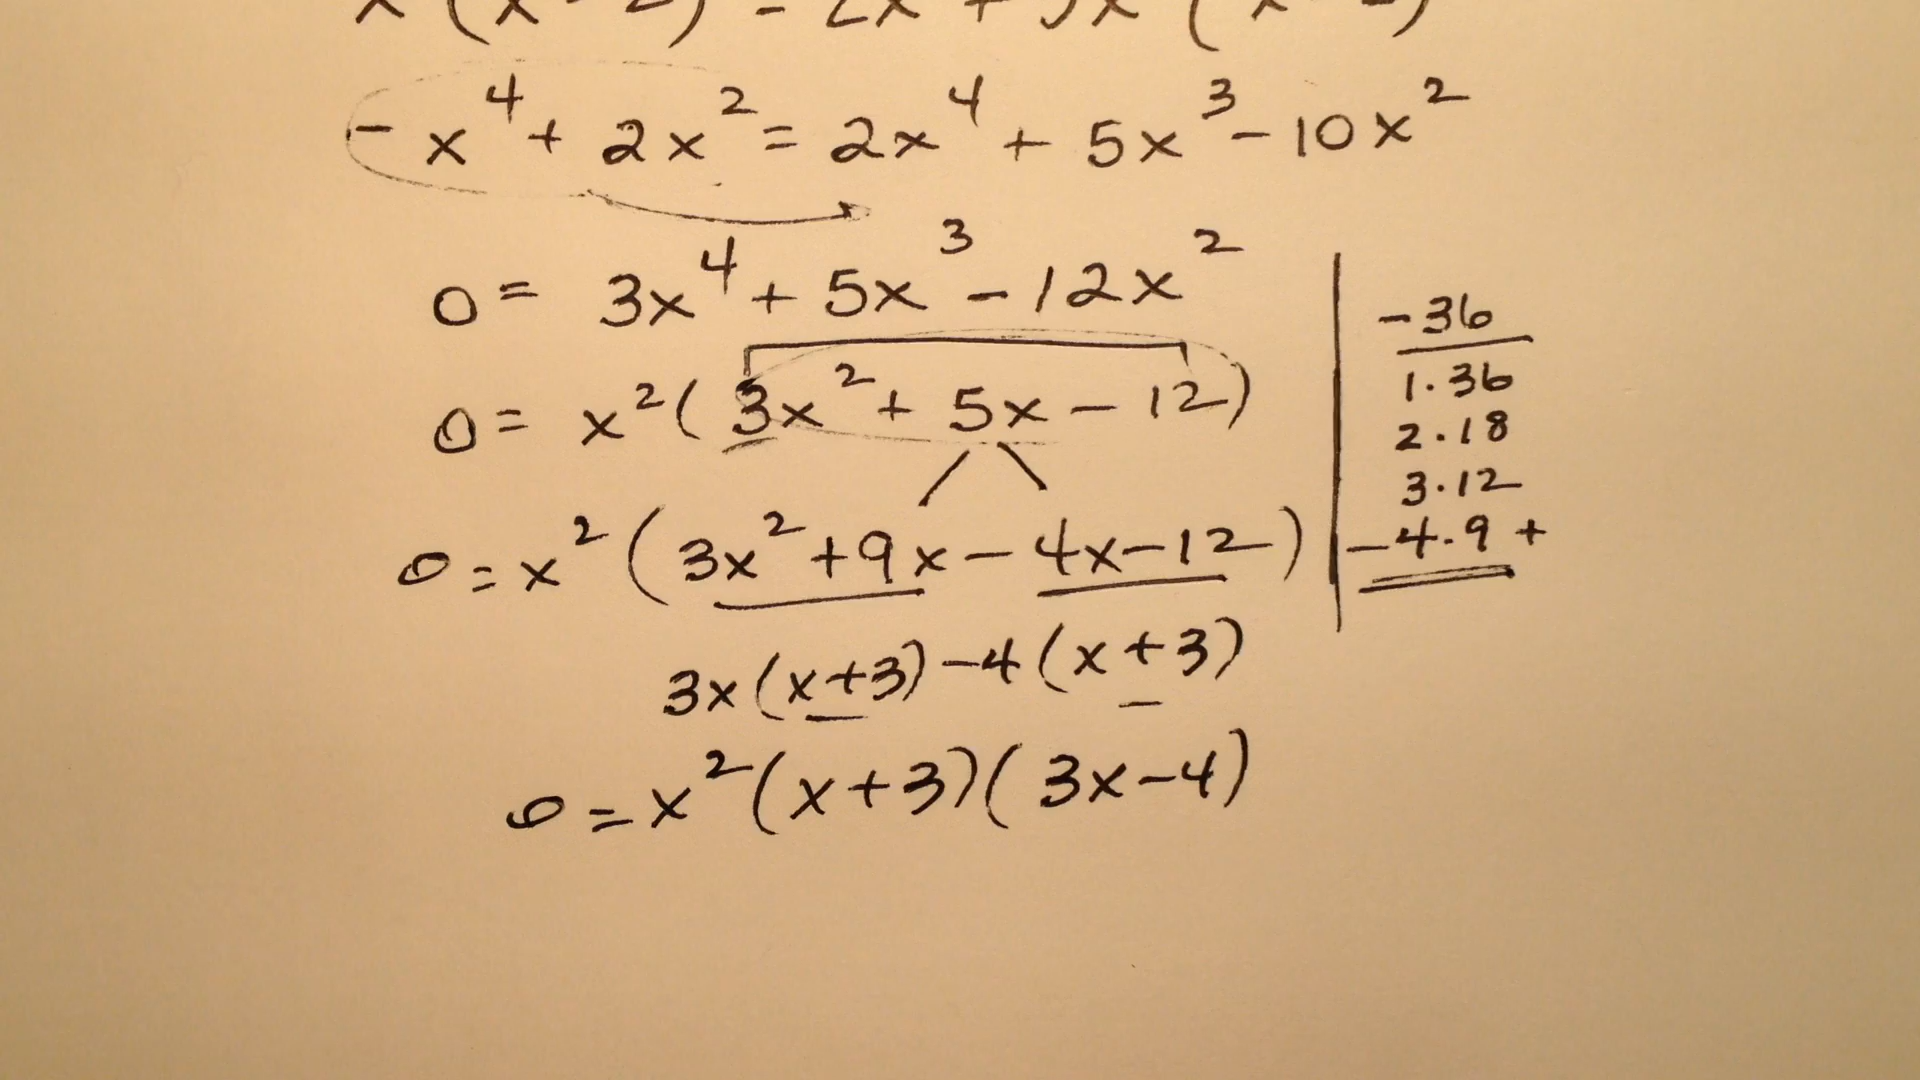 - x⁴ + 2x² = 2x⁴ + 5x³ - 10x²
0 = 3x⁴ + 5x³ - 12x²
0 = x² ( 3x² + 5x - 12 )
0 = x² ( 3x² + 9x - 4x - 12 )
3x (x+3) - 4 (x+3)
0 = x² (x+3) ( 3x - 4 )
- 36
1 . 36
2 . 18
3 . 12
- 4 . 9 +